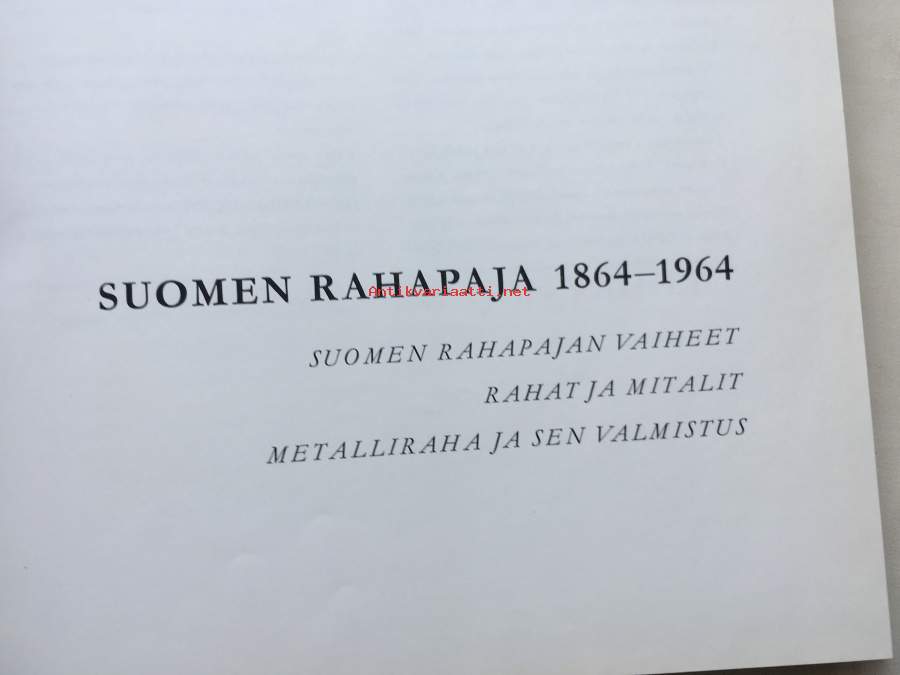 SUOMEN RAHAPAJA 1864–1964
Antikvariaatti.net
SUOMEN RAHAPAJAN VAIHEET
RAHAT JA MITALIT
METALLIRAHA JA SEN VALMISTUS